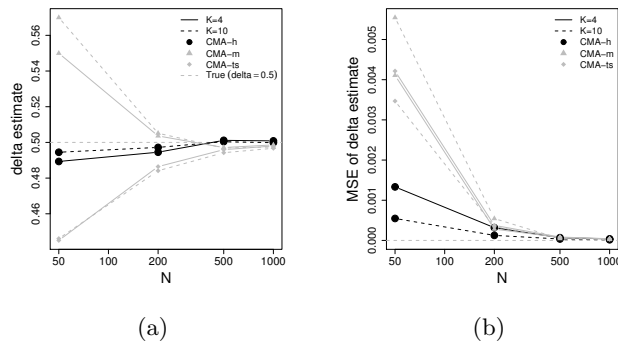 K=4
K=10
CMA−h
CMA−m
CMA−ts
True (delta = 0.5)
delta estimate
0.56
0.54
0.52
0.50
0.48
0.46
50
200
500
1000
N
(a)
K=4
K=10
CMA−h
CMA−m
CMA−ts
MSE of delta estimate
0.005
0.004
0.003
0.002
0.001
0.000
50
200
500
1000
N
(b)